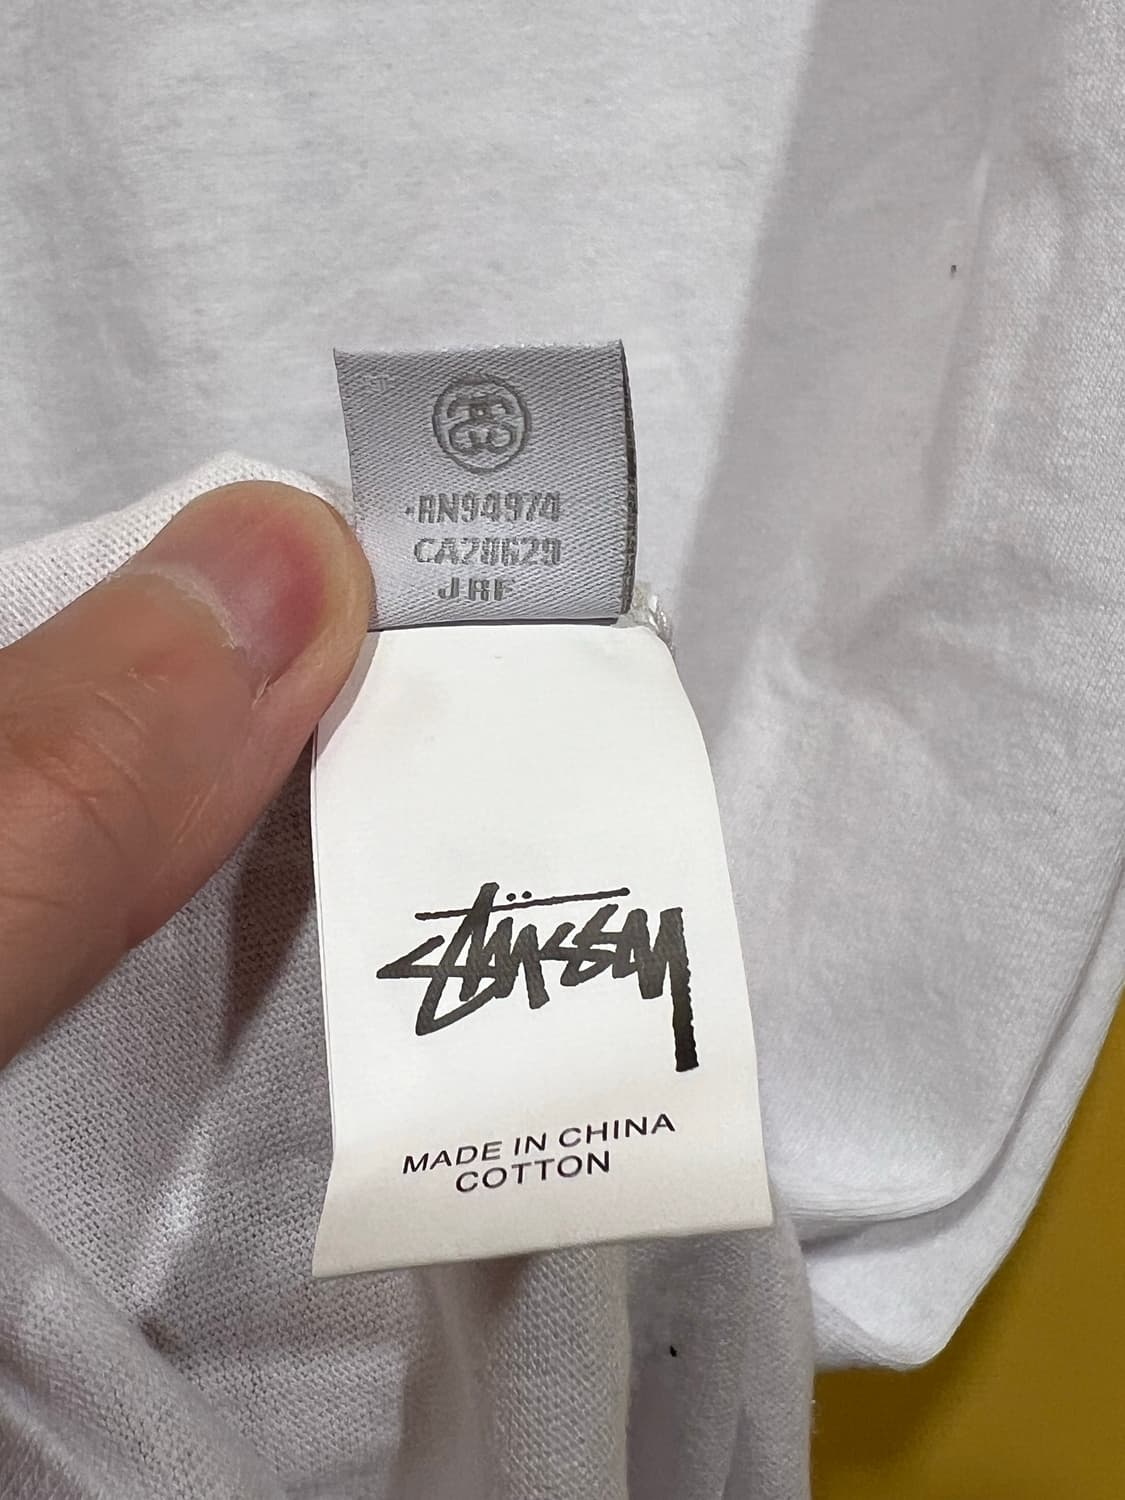 RN94974
CA28629
JRF
stüssy
MADE IN CHINA
COTTON